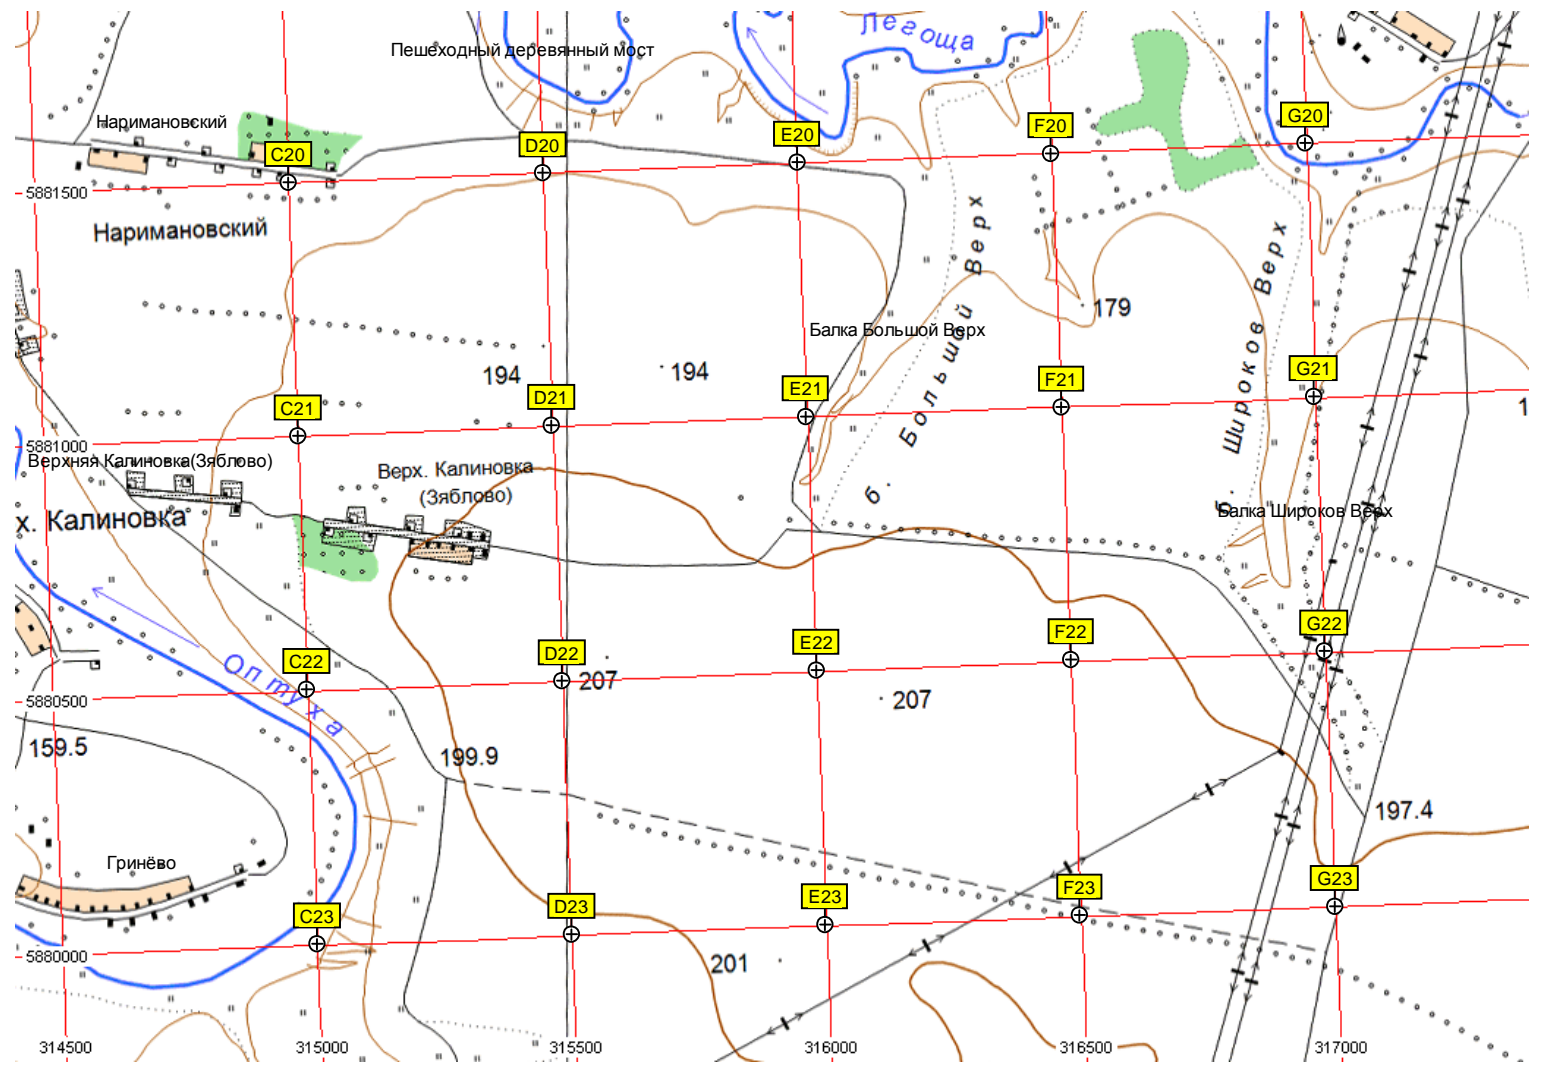 Легоща
Пешеходный деревянный мост
Наримановский
C20
D20
E20
F20
G20
5881500
Наримановский
Большой Верх
Широков Верх
179
Балка Большой Верх
194
194
C21
D21
E21
F21
G21
1
5881000
Верхняя Калиновка(Зяблово)
Верх. Калиновка
(Зяблово)
б.
б.
Балка Широков Верх
х. Калиновка
C22
D22
E22
F22
G22
Оптуха
207
207
5880500
159.5
199.9
197.4
Гринёво
C23
D23
E23
F23
G23
5880000
201
314500
315000
315500
316000
316500
317000